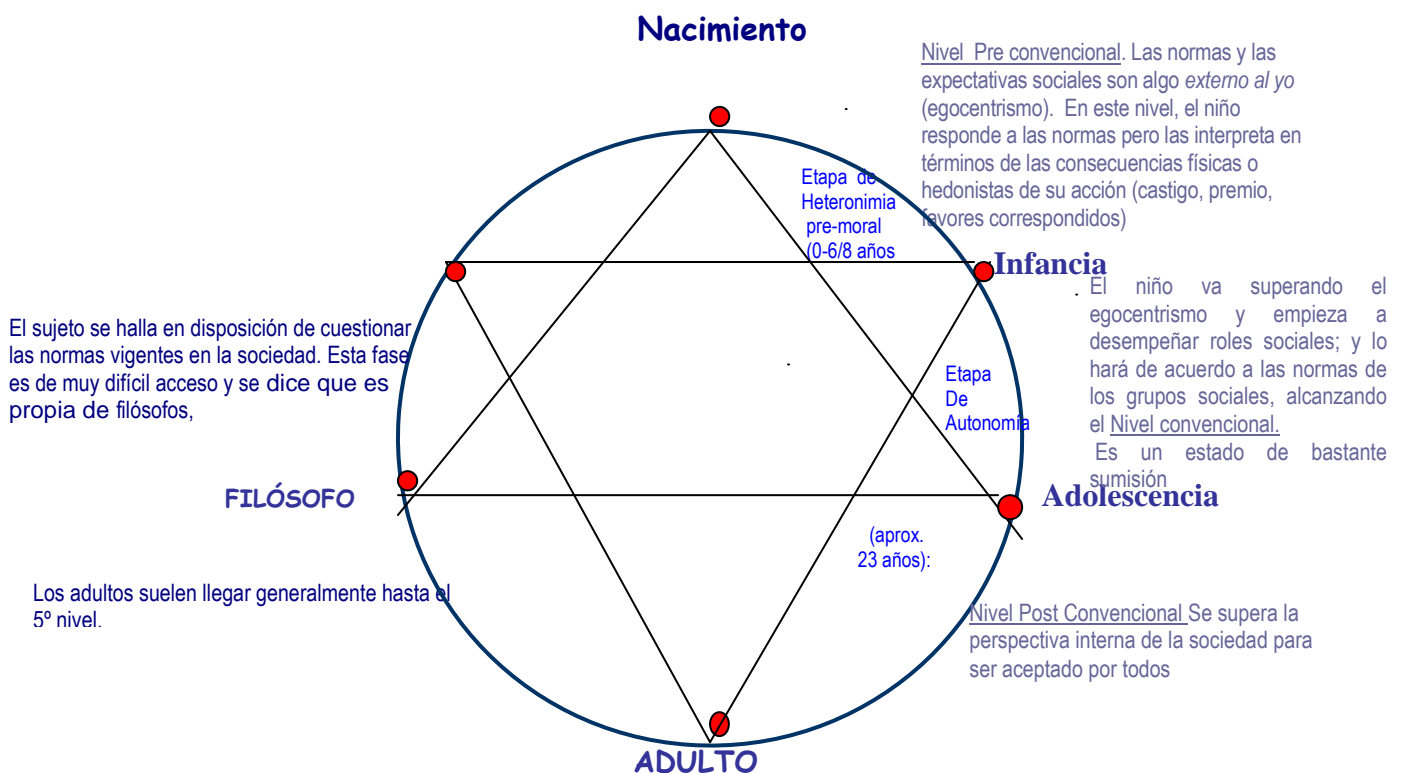 Nacimiento
Nivel Pre convencional. Las normas y las
expectativas sociales son algo externo al yo
(egocentrismo). En este nivel, el niño
responde a las normas pero las interpreta en
términos de las consecuencias físicas o
hedonistas de su acción (castigo, premio,
favores correspondidos)
Etapa de
Heteronimia
pre-moral
(0-6/8 años
Infancia
El niño va superando el
egocentrismo y empieza a
desempeñar roles sociales; y lo
hará de acuerdo a las normas de
los grupos sociales, alcanzando
el Nivel convencional.
Es un estado de bastante
sumisión
El sujeto se halla en disposición de cuestionar
las normas vigentes en la sociedad. Esta fase
es de muy difícil acceso y se dice que es
propia de filósofos,
Etapa
De
Autonomía
FILÓSOFO
Adolescencia
(aprox.
23 años):
Los adultos suelen llegar generalmente hasta el
5º nivel.
Nivel Post Convencional Se supera la
perspectiva interna de la sociedad para
ser aceptado por todos
ADULTO